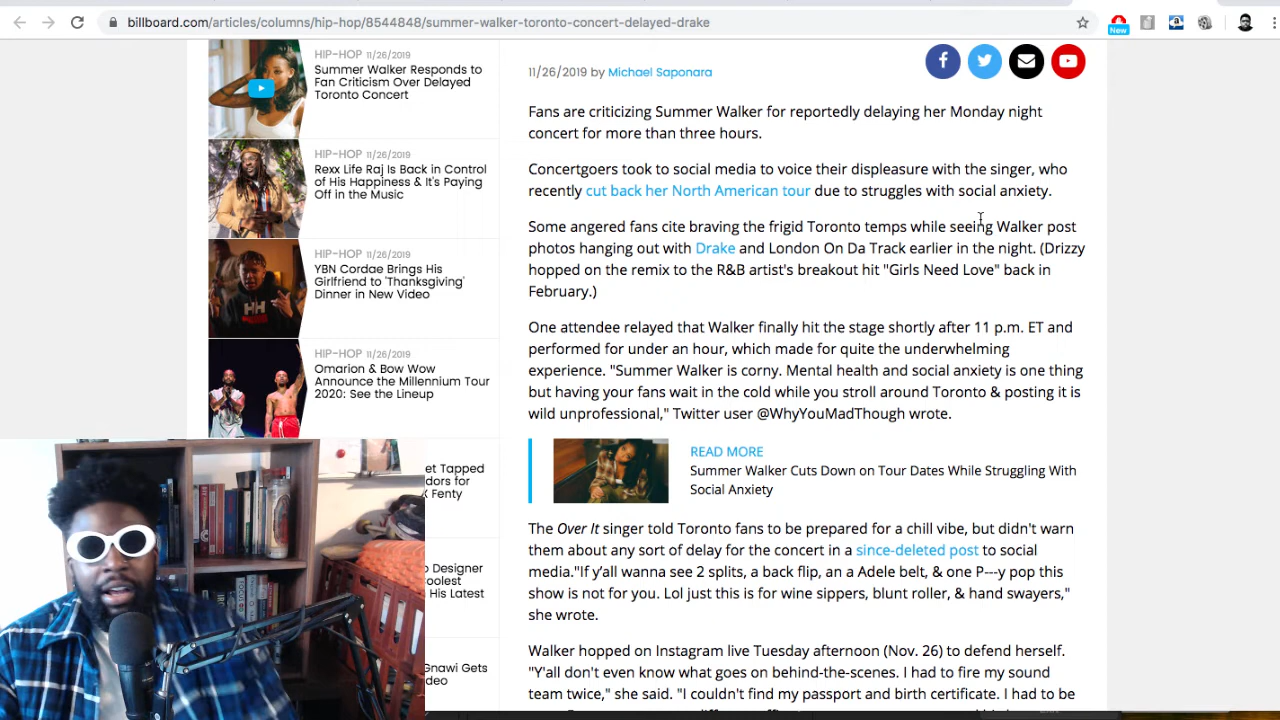 billboard.com/articles/columns/hip-hop/8544848/summer-walker-toronto-concert-delayed-drake
New
HIP-HOP 11/26/2019
Summer Walker Responds to
Fan Criticism Over Delayed
Toronto Concert
HIP-HOP 11/26/2019
Rexx Life Raj Is Back in Control
of His Happiness & It's Paying
Off in the Music
HIP-HOP 11/26/2019
YBN Cordae Brings His
Girlfriend to 'Thanksgiving'
Dinner in New Video
HIP-HOP 11/26/2019
Omarion & Bow Wow
Announce the Millennium Tour
2020: See the Lineup
et Tapped
dors for
X Fenty
o Designer
Coolest
His Latest
Gnawi Gets
deo
11/26/2019 by Michael Saponara
Fans are criticizing Summer Walker for reportedly delaying her Monday night
concert for more than three hours.
Concertgoers took to social media to voice their displeasure with the singer, who
recently cut back her North American tour due to struggles with social anxiety.
Some angered fans cite braving the frigid Toronto temps while seeing Walker post
photos hanging out with Drake and London On Da Track earlier in the night. (Drizzy
hopped on the remix to the R&B artist's breakout hit "Girls Need Love" back in
February.)
One attendee relayed that Walker finally hit the stage shortly after 11 p.m. ET and
performed for under an hour, which made for quite the underwhelming
experience. "Summer Walker is corny. Mental health and social anxiety is one thing
but having your fans wait in the cold while you stroll around Toronto & posting it is
wild unprofessional," Twitter user @WhyYouMadThough wrote.
READ MORE
Summer Walker Cuts Down on Tour Dates While Struggling With
Social Anxiety
The Over It singer told Toronto fans to be prepared for a chill vibe, but didn't warn
them about any sort of delay for the concert in a since-deleted post to social
media."If y'all wanna see 2 splits, a back flip, an a Adele belt, & one P---y pop this
show is not for you. Lol just this is for wine sippers, blunt roller, & hand swayers,"
she wrote.
Walker hopped on Instagram live Tuesday afternoon (Nov. 26) to defend herself.
"Y'all don't even know what goes on behind-the-scenes. I had to fire my sound
team twice," she said. "I couldn't find my passport and birth certificate. I had to be